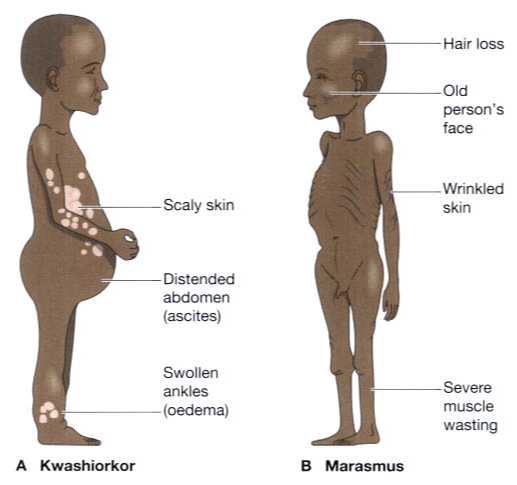 Hair loss
Old
person's
face
Scaly skin
Wrinkled
skin
Distended
abdomen
(ascites)
Swollen
ankles
(oedema)
Severe
muscle
wasting
A Kwashiorkor
B Marasmus